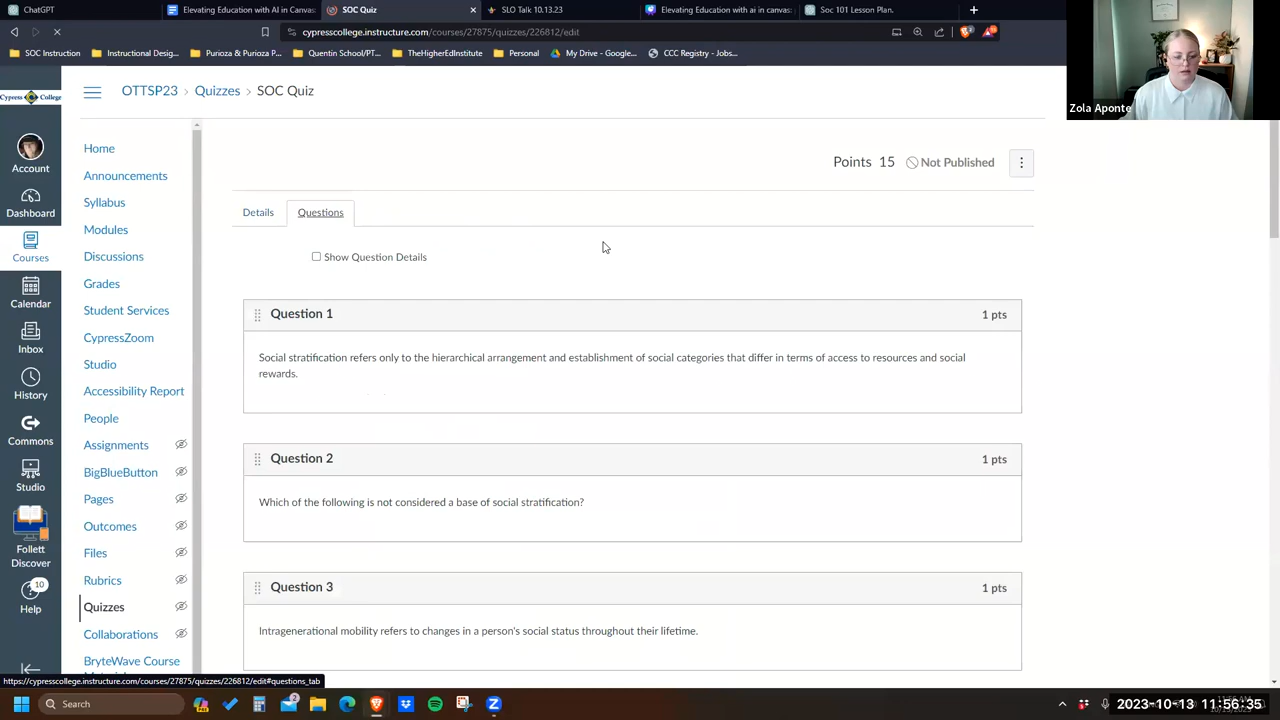 ChatGPT
Elevating Education with AI in Canvas:
SOC Quiz
SLO Talk 10.13.23
Elevating Education with ai in canvas:
Soc 101 Lesson Plan.
cypresscollege.instructure.com/courses/27875/quizzes/226812/edit
SOC Instruction
Instructional Desig...
Purioza & Purioza P...
Quentin School/PT...
TheHigherEdInstitute
Personal
My Drive - Google...
CCC Registry - Jobs...
Zola Aponte
Cypress College
OTTSP23 > Quizzes > SOC Quiz
Account
Dashboard
Courses
Calendar
Inbox
History
Commons
Studio
Follett
Discover
10
Help
Home
Announcements
Syllabus
Modules
Discussions
Grades
Student Services
CypressZoom
Studio
Accessibility Report
People
Assignments
BigBlueButton
Pages
Outcomes
Files
Rubrics
Quizzes
Collaborations
BryteWave Course
Points 15 Not Published
Details Questions
Show Question Details
Question 1 1 pts
Social stratification refers only to the hierarchical arrangement and establishment of social categories that differ in terms of access to resources and social
rewards.
Question 2 1 pts
Which of the following is not considered a base of social stratification?
Question 3 1 pts
Intragenerational mobility refers to changes in a person's social status throughout their lifetime.
https://cypresscollege.instructure.com/courses/27875/quizzes/226812/edit#questions_tab
Search
2023-10-13 11:56:35